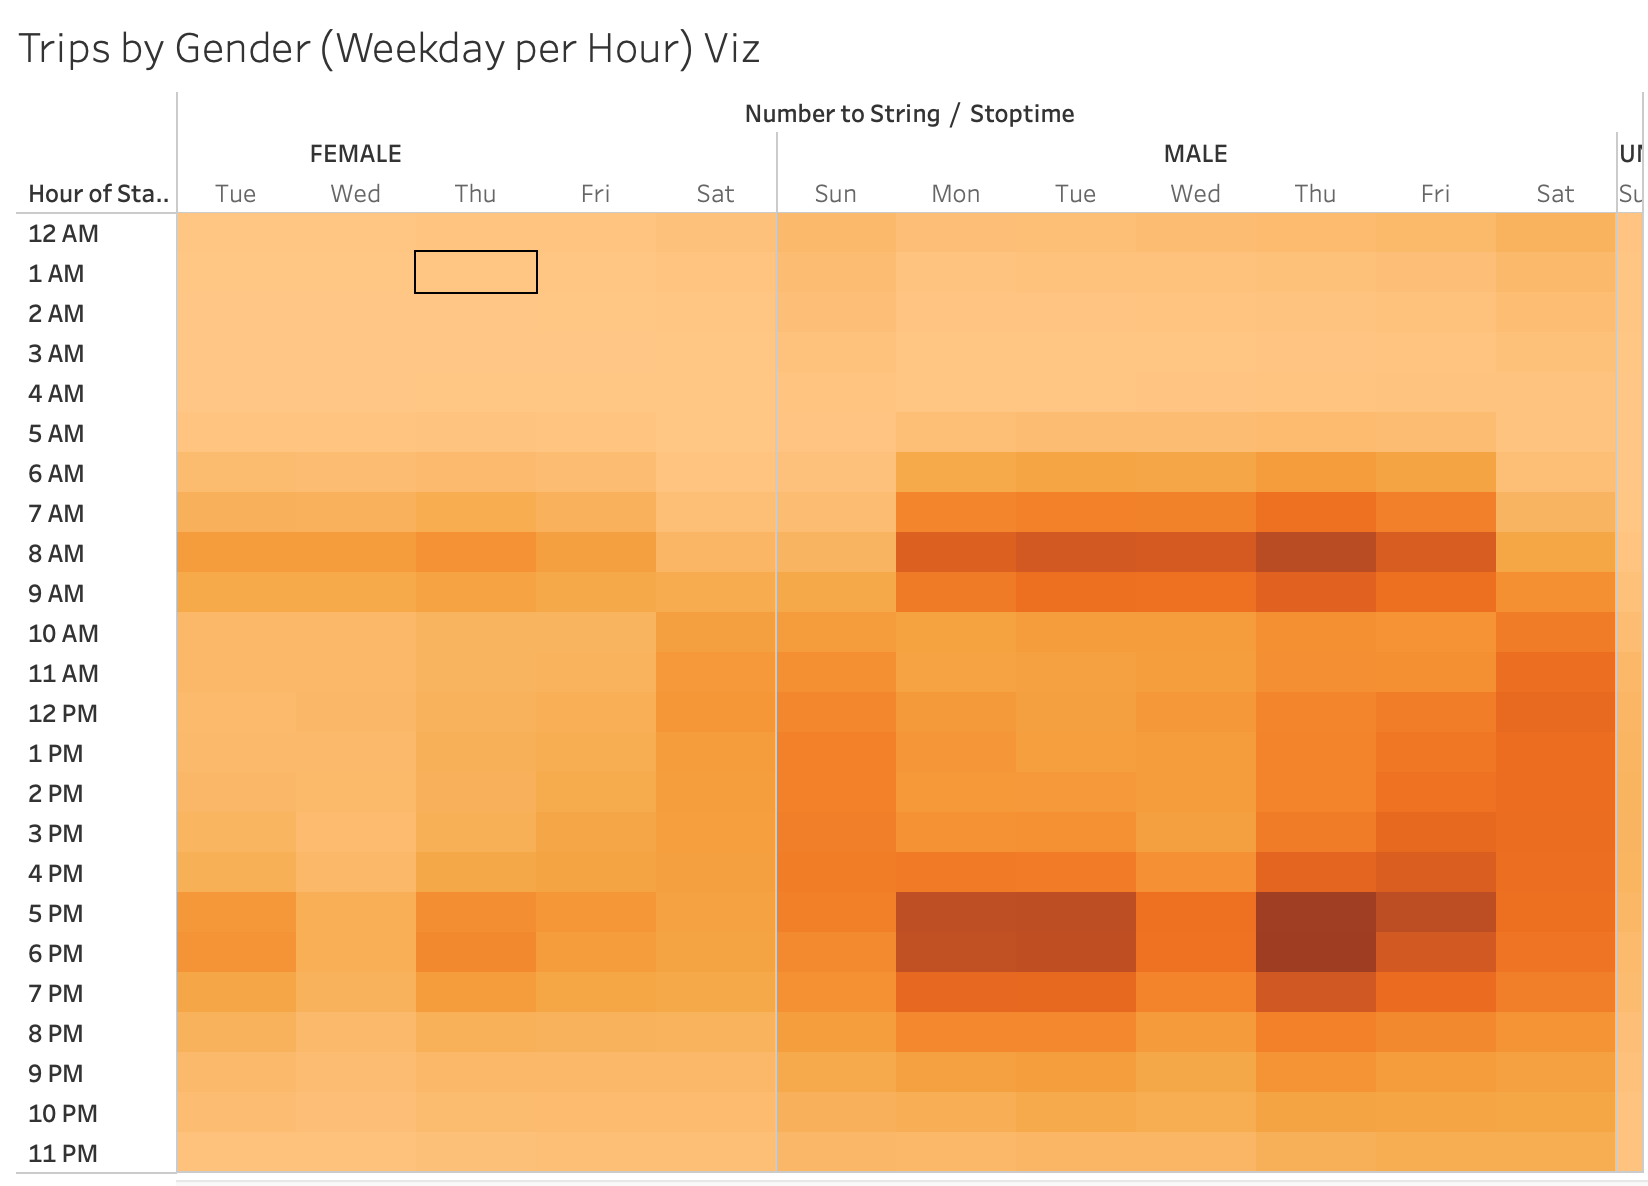 Trips by Gender (Weekday per Hour) Viz
Number to String / Stoptime
FEMALE MALE
Hour of Sta.. Tue Wed Thu Fri Sat Sun Mon Tue Wed Thu Fri Sat
12 AM
1 AM
2 AM
3 AM
4 AM
5 AM
6 AM
7 AM
8 AM
9 AM
10 AM
11 AM
12 PM
1 PM
2 PM
3 PM
4 PM
5 PM
6 PM
7 PM
8 PM
9 PM
10 PM
11 PM